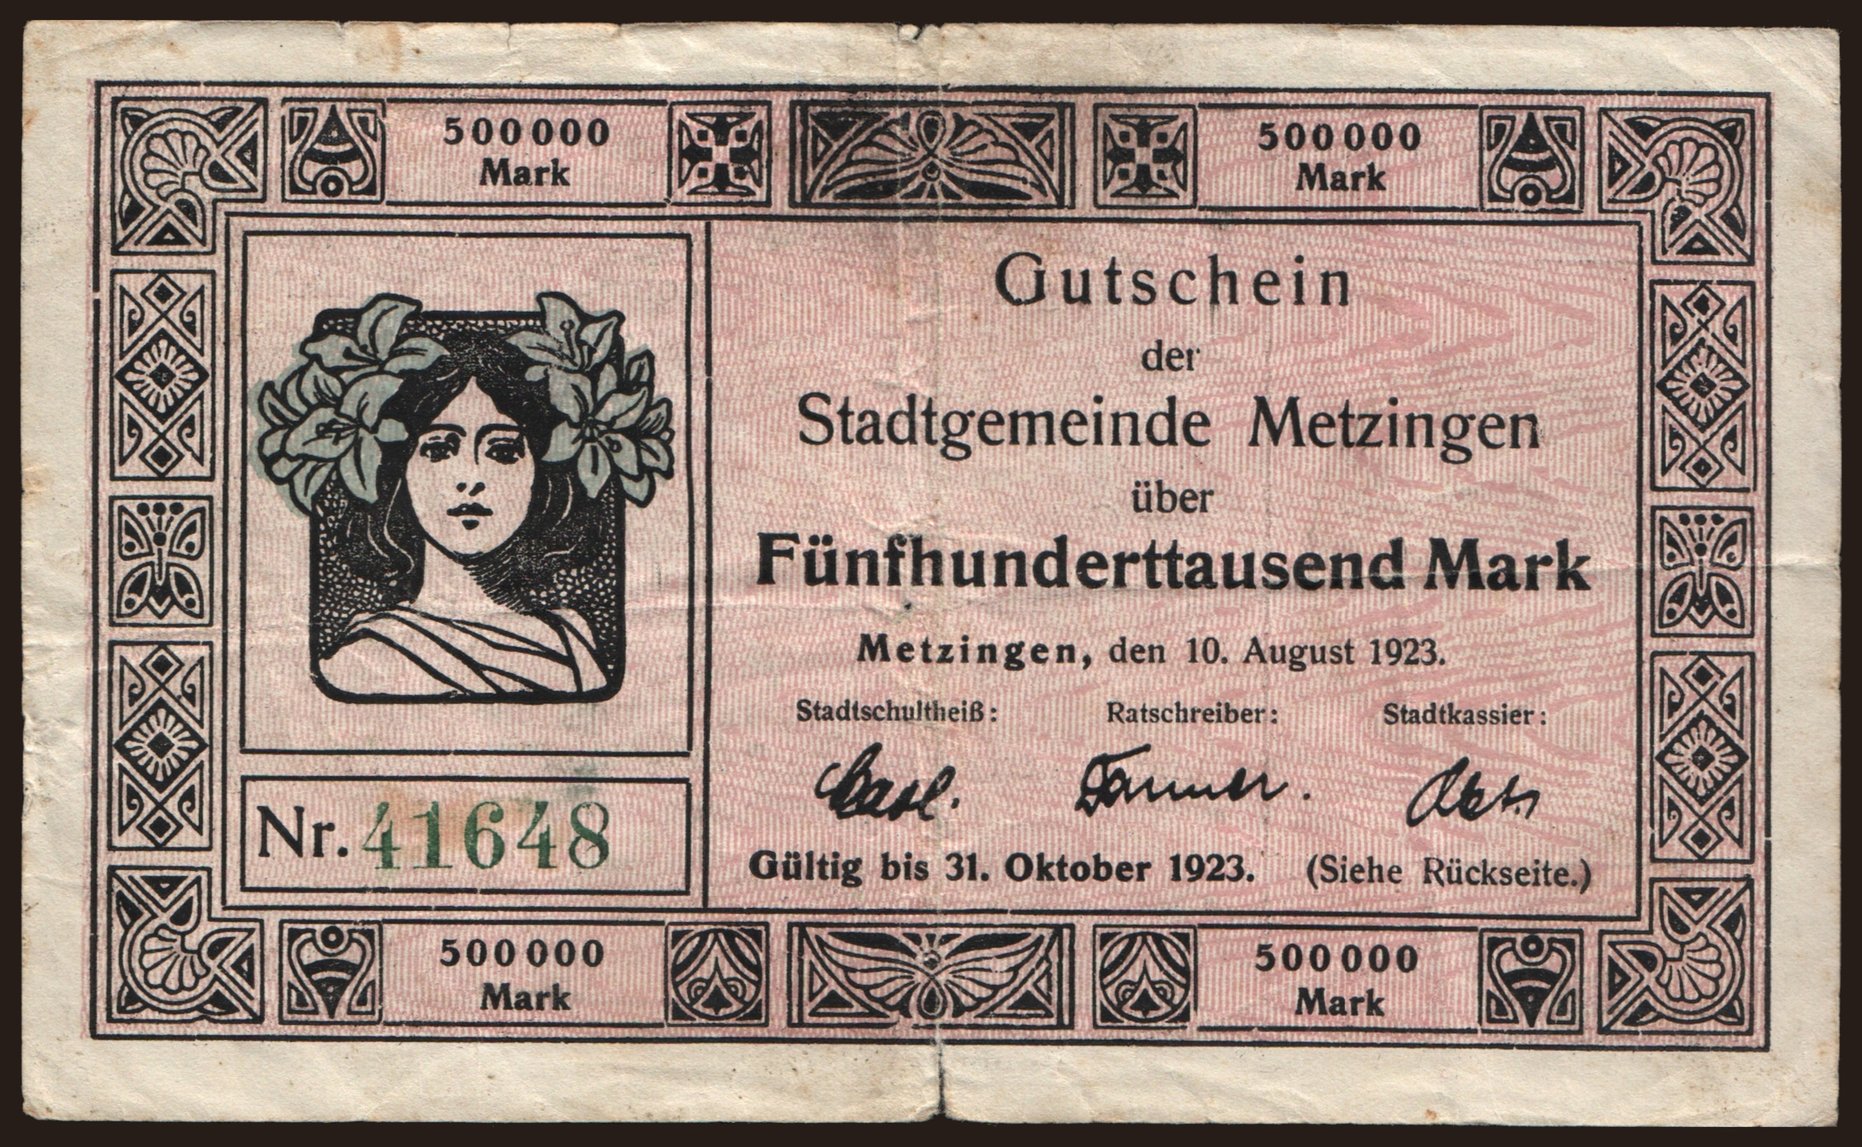 500000
Mark
500000
Mark
Gutschein
der
Stadtgemeinde Metzingen
über
Fünfhunderttausend Mark
Metzingen, den 10. August 1923.
Stadtschultheiß: Ratschreiber: Stadtkassier:
Nr. 41648
Gültig bis 31. Oktober 1923. (Siehe Rückseite.)
500000
Mark
500000
Mark